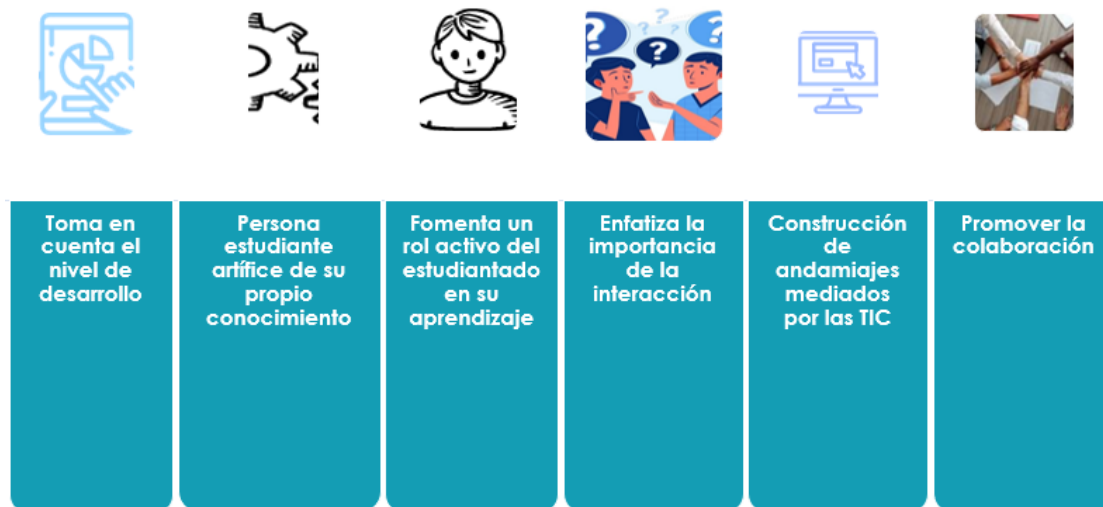 Toma en
cuenta el
nivel de
desarrollo
Persona
estudiante
artífice de su
propio
conocimiento
Fomenta un
rol activo del
estudiantado
en su
aprendizaje
Enfatiza la
importancia
de la
interacción
Construcción
de
andamiajes
mediados
por las TIC
Promover la
colaboración